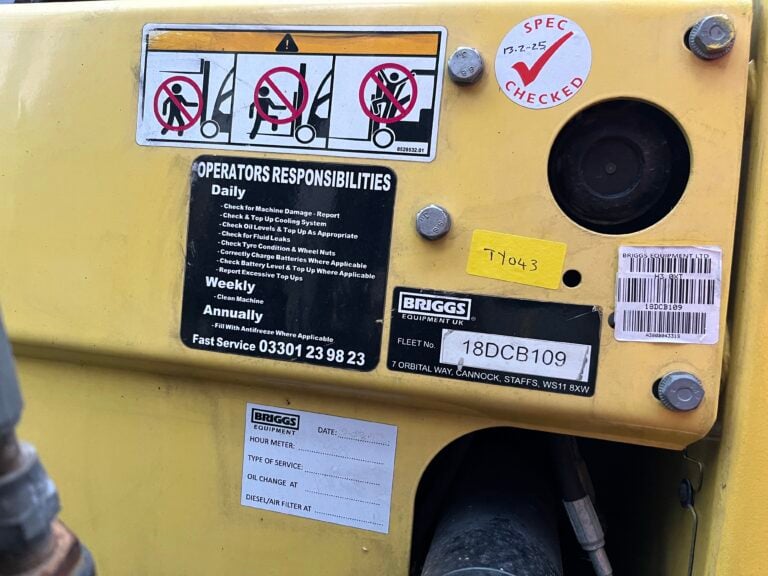 8529532.01
SPEC
13-2-25
CHECKED
OPERATORS RESPONSIBILITIES
Daily
- Check for Machine Damage - Report
- Check & Top Up Cooling System
- Check Oil Levels & Top Up As Appropriate
- Check for Fluid Leaks
- Check Tyre Condition & Wheel Nuts
- Correctly Charge Batteries Where Applicable
- Check Battery Level & Top Up Where Applicable
- Report Excessive Top Ups
Weekly
- Clean Machine
Annually
- Fill With Antifreeze Where Applicable
Fast Service 03301 23 98 23
TY043
BRIGGS EQUIPMENT LTD
H3.0XT
18DCB109
BRIGGS
EQUIPMENT UK
FLEET No. 18DCB109
7 ORBITAL WAY, CANNOCK, STAFFS, WS11 8XW
BRIGGS
EQUIPMENT
DATE:
HOUR METER:
TYPE OF SERVICE:
OIL CHANGE AT
DIESEL/AIR FILTER AT